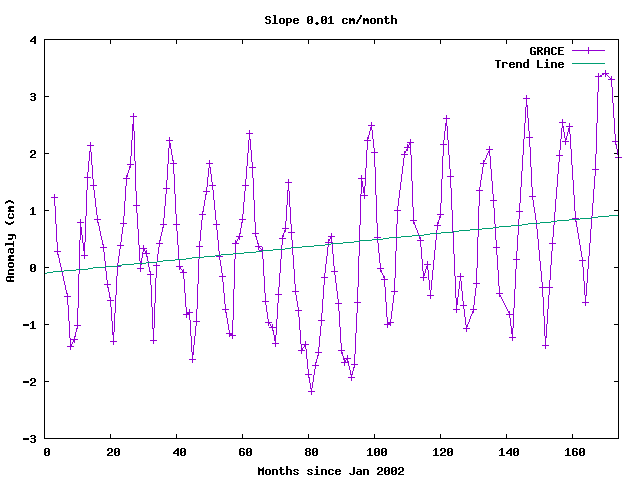 Slope 0.01 cm/month
GRACE
Trend Line
4
3
2
1
0
-1
-2
-3
Anomaly (cm)
0 20 40 60 80 100 120 140 160
Months since Jan 2002